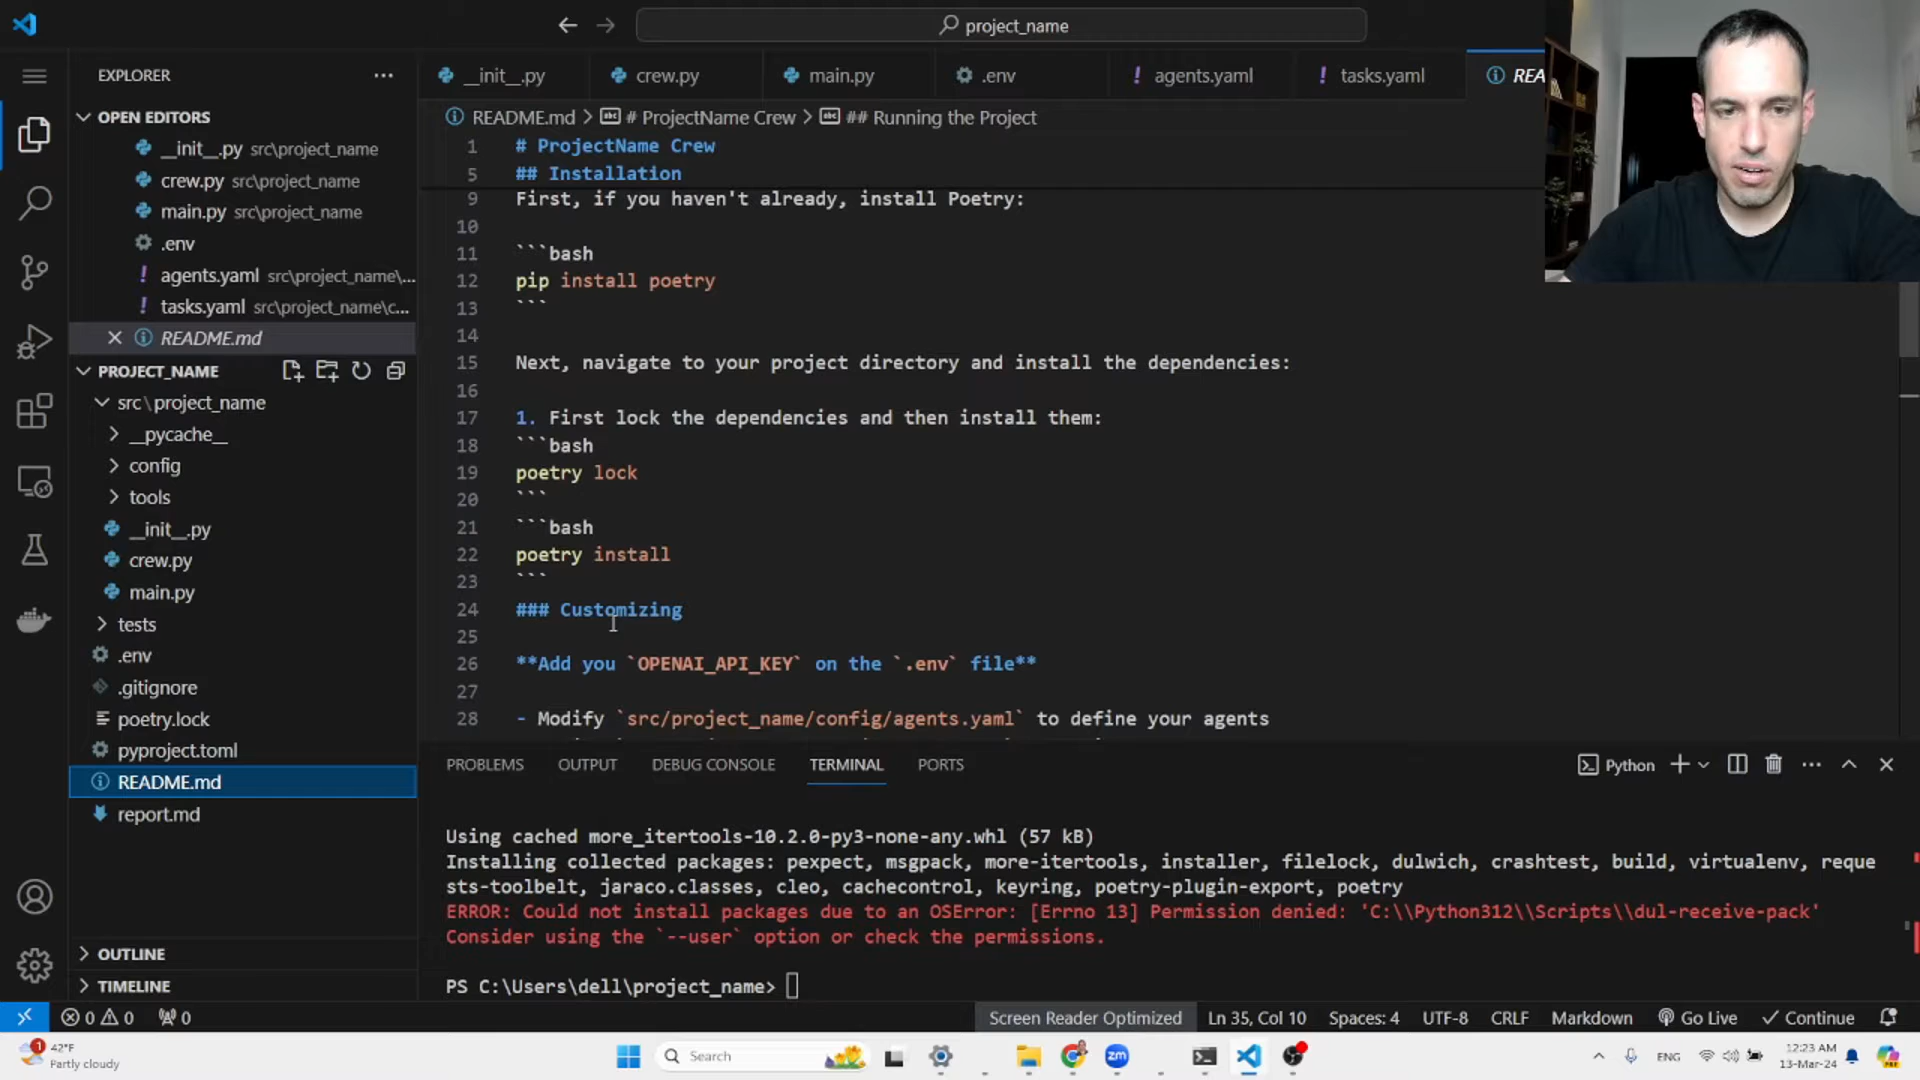 project_name
EXPLORER
OPEN EDITORS
__init__.py src\project_name
crew.py src\project_name
main.py src\project_name
.env
agents.yaml src\project_name\...
tasks.yaml src\project_name\c...
README.md
PROJECT_NAME
src\project_name
__pycache__
config
tools
__init__.py
crew.py
main.py
tests
.env
.gitignore
poetry.lock
pyproject.toml
README.md
report.md
OUTLINE
TIMELINE
__init__.py crew.py main.py .env agents.yaml tasks.yaml REA
README.md > # ProjectName Crew > ## Running the Project
1 # ProjectName Crew
5 ## Installation
9 First, if you haven't already, install Poetry:
10
11 ```bash
12 pip install poetry
13 ```
14
15 Next, navigate to your project directory and install the dependencies:
16
17 1. First lock the dependencies and then install them:
18 ```bash
19 poetry lock
20 ```
21 ```bash
22 poetry install
23 ```
24 ### Customizing
25
26 **Add you `OPENAI_API_KEY` on the `.env` file**
27
28 - Modify `src/project_name/config/agents.yaml` to define your agents
PROBLEMS OUTPUT DEBUG CONSOLE TERMINAL PORTS
Python
Using cached more_itertools-10.2.0-py3-none-any.whl (57 kB)
Installing collected packages: pexpect, msgpack, more-itertools, installer, filelock, dulwich, crashtest, build, virtualenv, reque
sts-toolbelt, jaraco.classes, cleo, cachecontrol, keyring, poetry-plugin-export, poetry
ERROR: Could not install packages due to an OSError: [Errno 13] Permission denied: 'C:\\Python312\\Scripts\\dul-receive-pack'
Consider using the `--user` option or check the permissions.
PS C:\Users\dell\project_name>
0 0 0
Screen Reader Optimized Ln 35, Col 10 Spaces: 4 UTF-8 CRLF Markdown Go Live Continue
1
42°F
Partly cloudy
Search
zm
ENG
12:23 AM
13-Mar-24